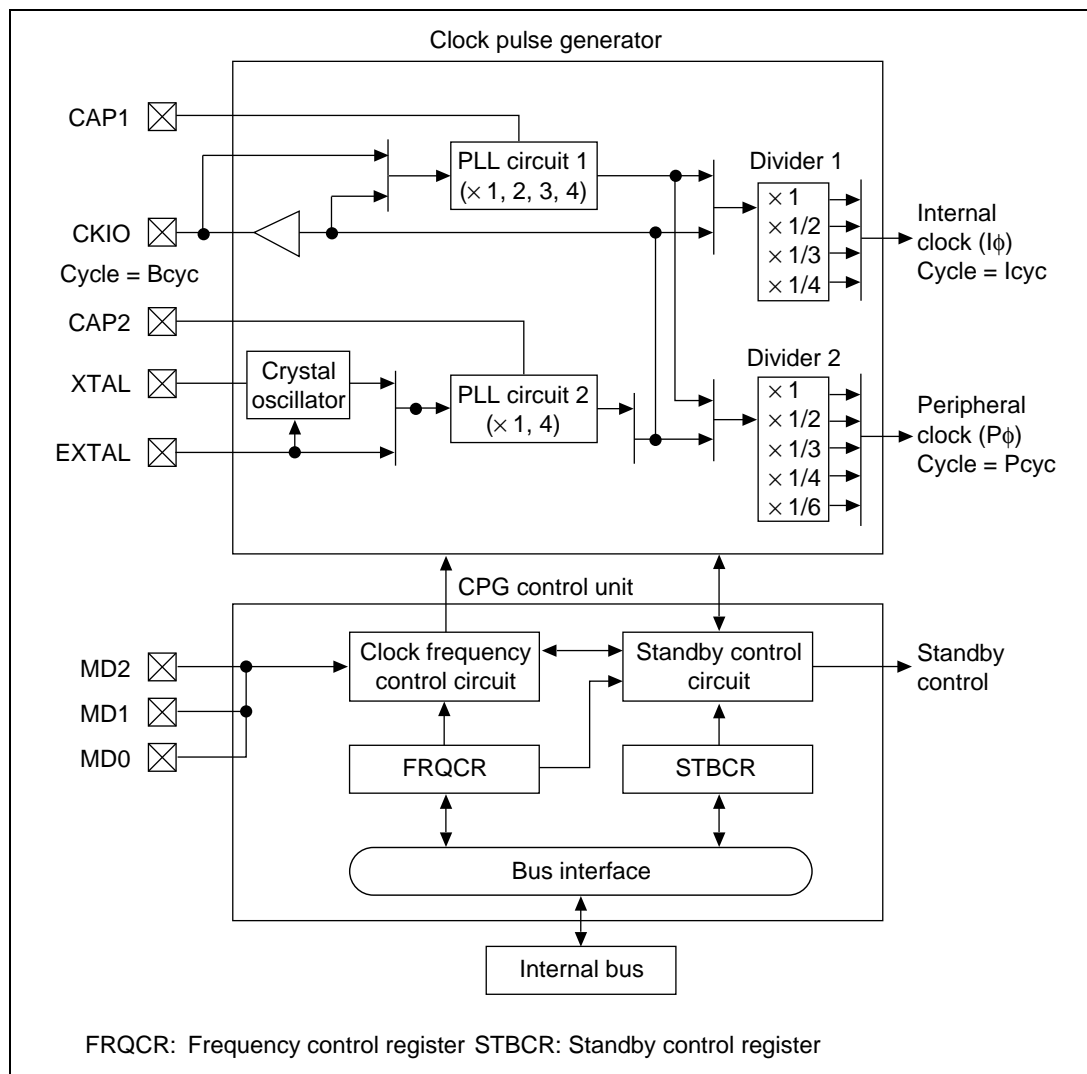 Clock pulse generator
CAP1
PLL circuit 1
(× 1, 2, 3, 4)
Divider 1
× 1
× 1/2
× 1/3
× 1/4
Internal
clock (Iϕ)
Cycle = Icyc
CKIO
Cycle = Bcyc
CAP2
XTAL
Crystal
oscillator
EXTAL
PLL circuit 2
(× 1, 4)
Divider 2
× 1
× 1/2
× 1/3
× 1/4
× 1/6
Peripheral
clock (Pϕ)
Cycle = Pcyc
CPG control unit
MD2
MD1
MD0
Clock frequency
control circuit
Standby control
circuit
Standby
control
FRQCR
STBCR
Bus interface
Internal bus
FRQCR: Frequency control register STBCR: Standby control register